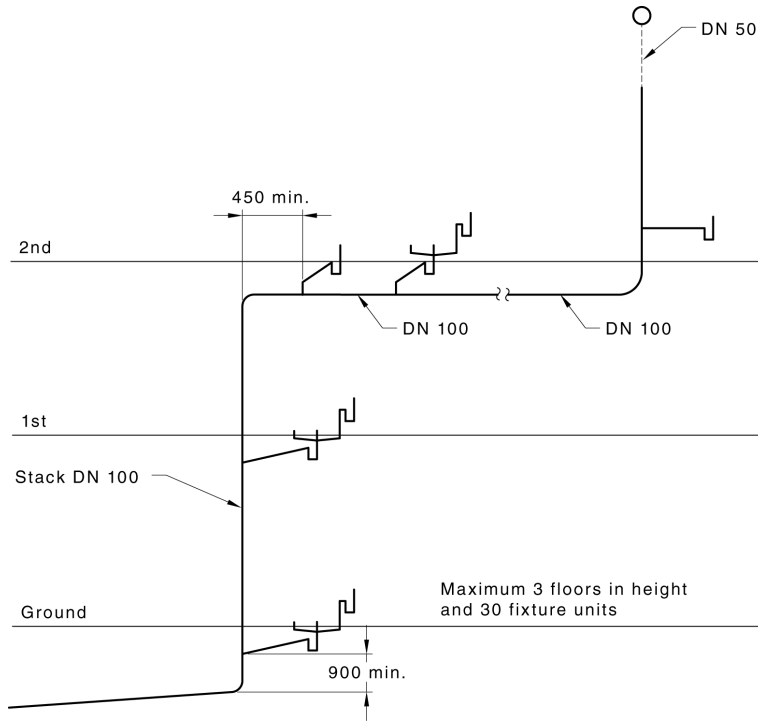 DN 50
450 min.
2nd
DN 100
DN 100
1st
Stack DN 100
Maximum 3 floors in height
and 30 fixture units
Ground
900 min.